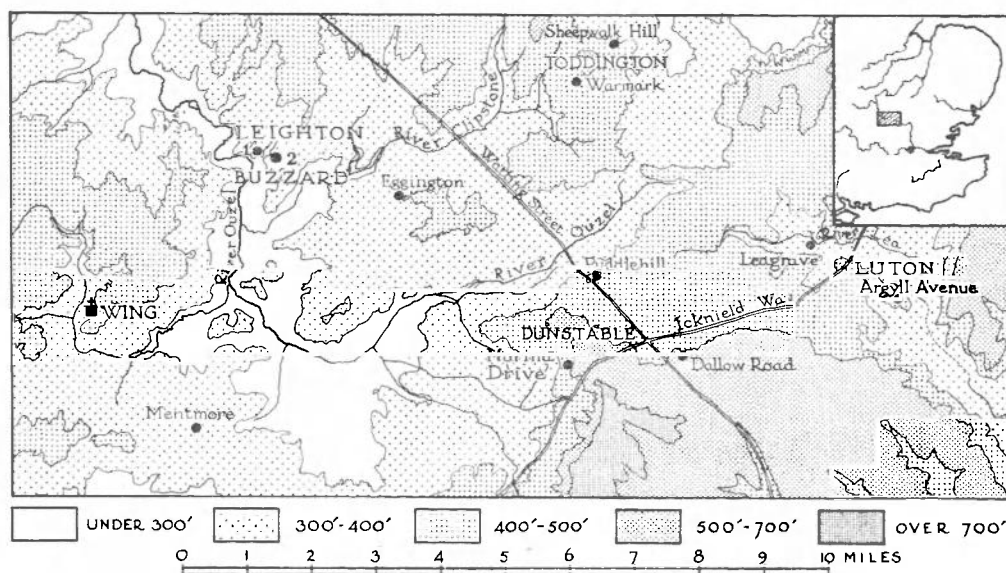 Sheepwalk Hill
TODDINGTON
Warmark
River Clipstone
LEIGHTON
1 2
BUZZARD
Watling Street
Eggington
River Ouzel
River Ouzel
River Lea
Leagrave
LUTON
Argyll Avenue
WING
Icknield Wa
DUNSTABLE
Drive
Dallow Road
Mentmore
UNDER 300' 300'-400' 400'-500' 500'-700' OVER 700'
0 1 2 3 4 5 6 7 8 9 10 MILES